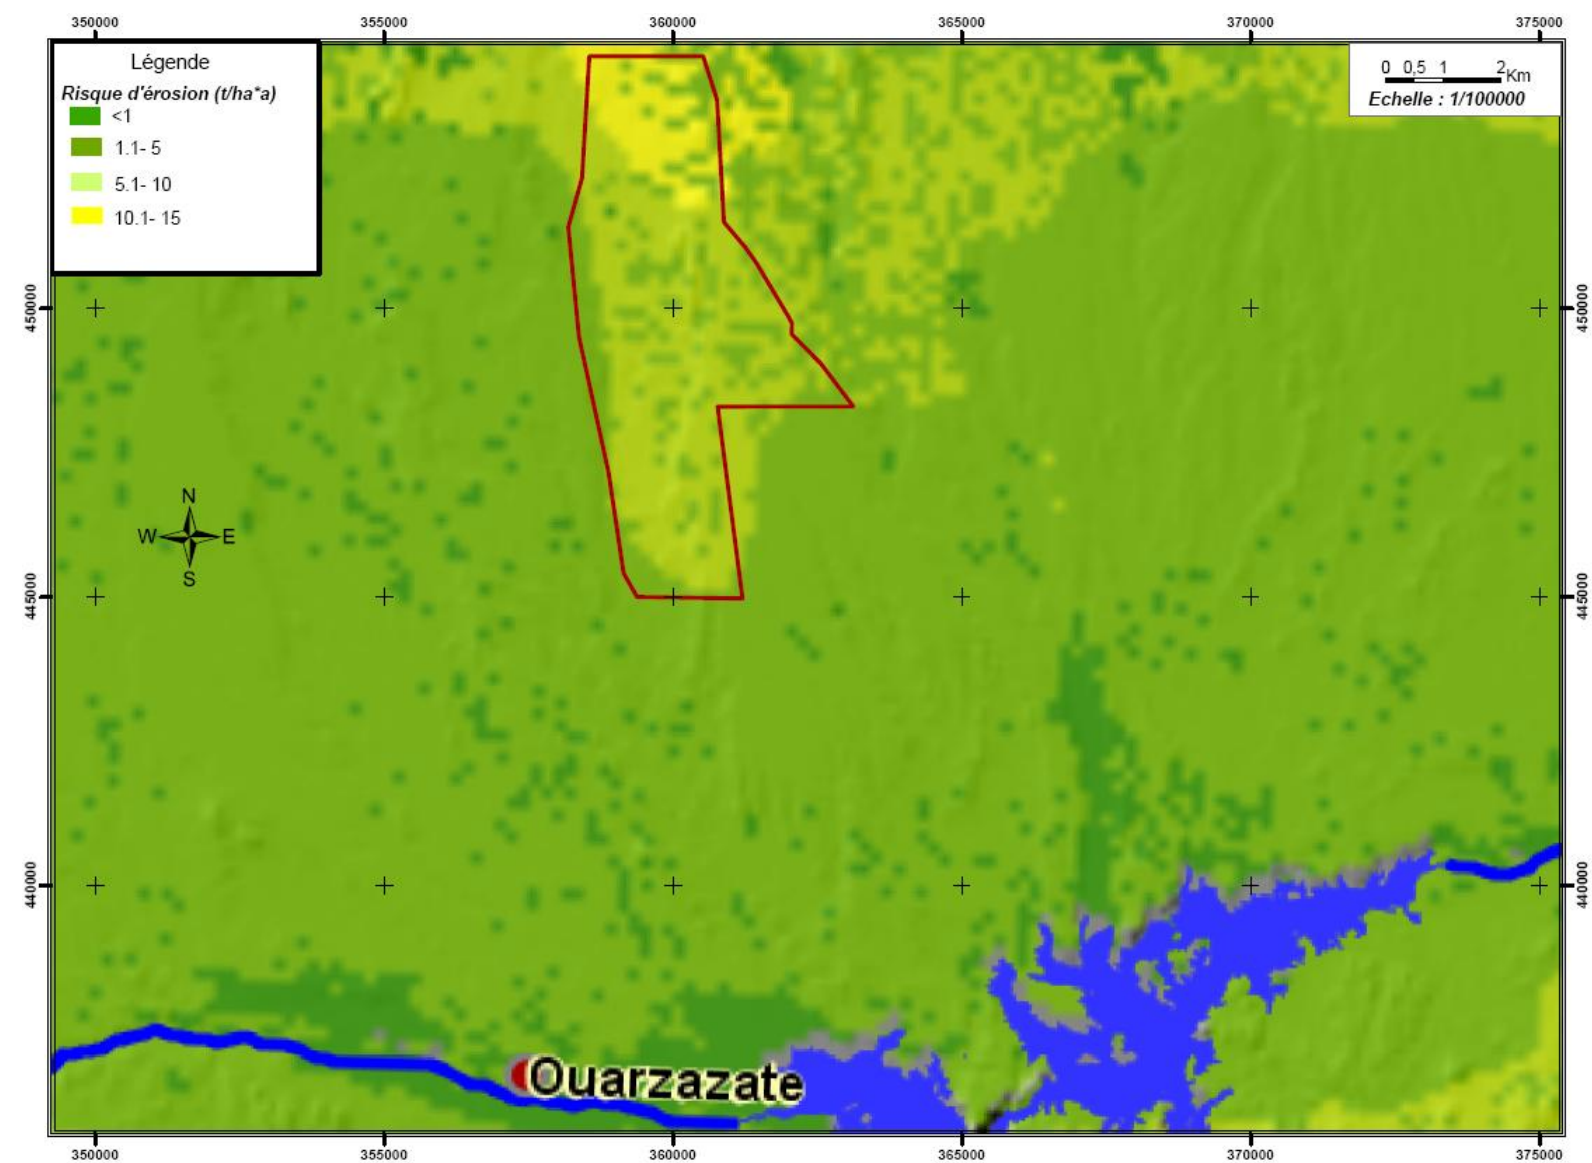 350000 355000 360000 365000 370000 375000
Légende
Risque d'érosion (t/ha*a)
<1
1.1- 5
5.1- 10
10.1- 15
0 0,5 1 2 Km
Echelle : 1/100000
450000 450000
N
W E
S
445000 445000
440000 440000
Ouarzazate
350000 355000 360000 365000 370000 375000